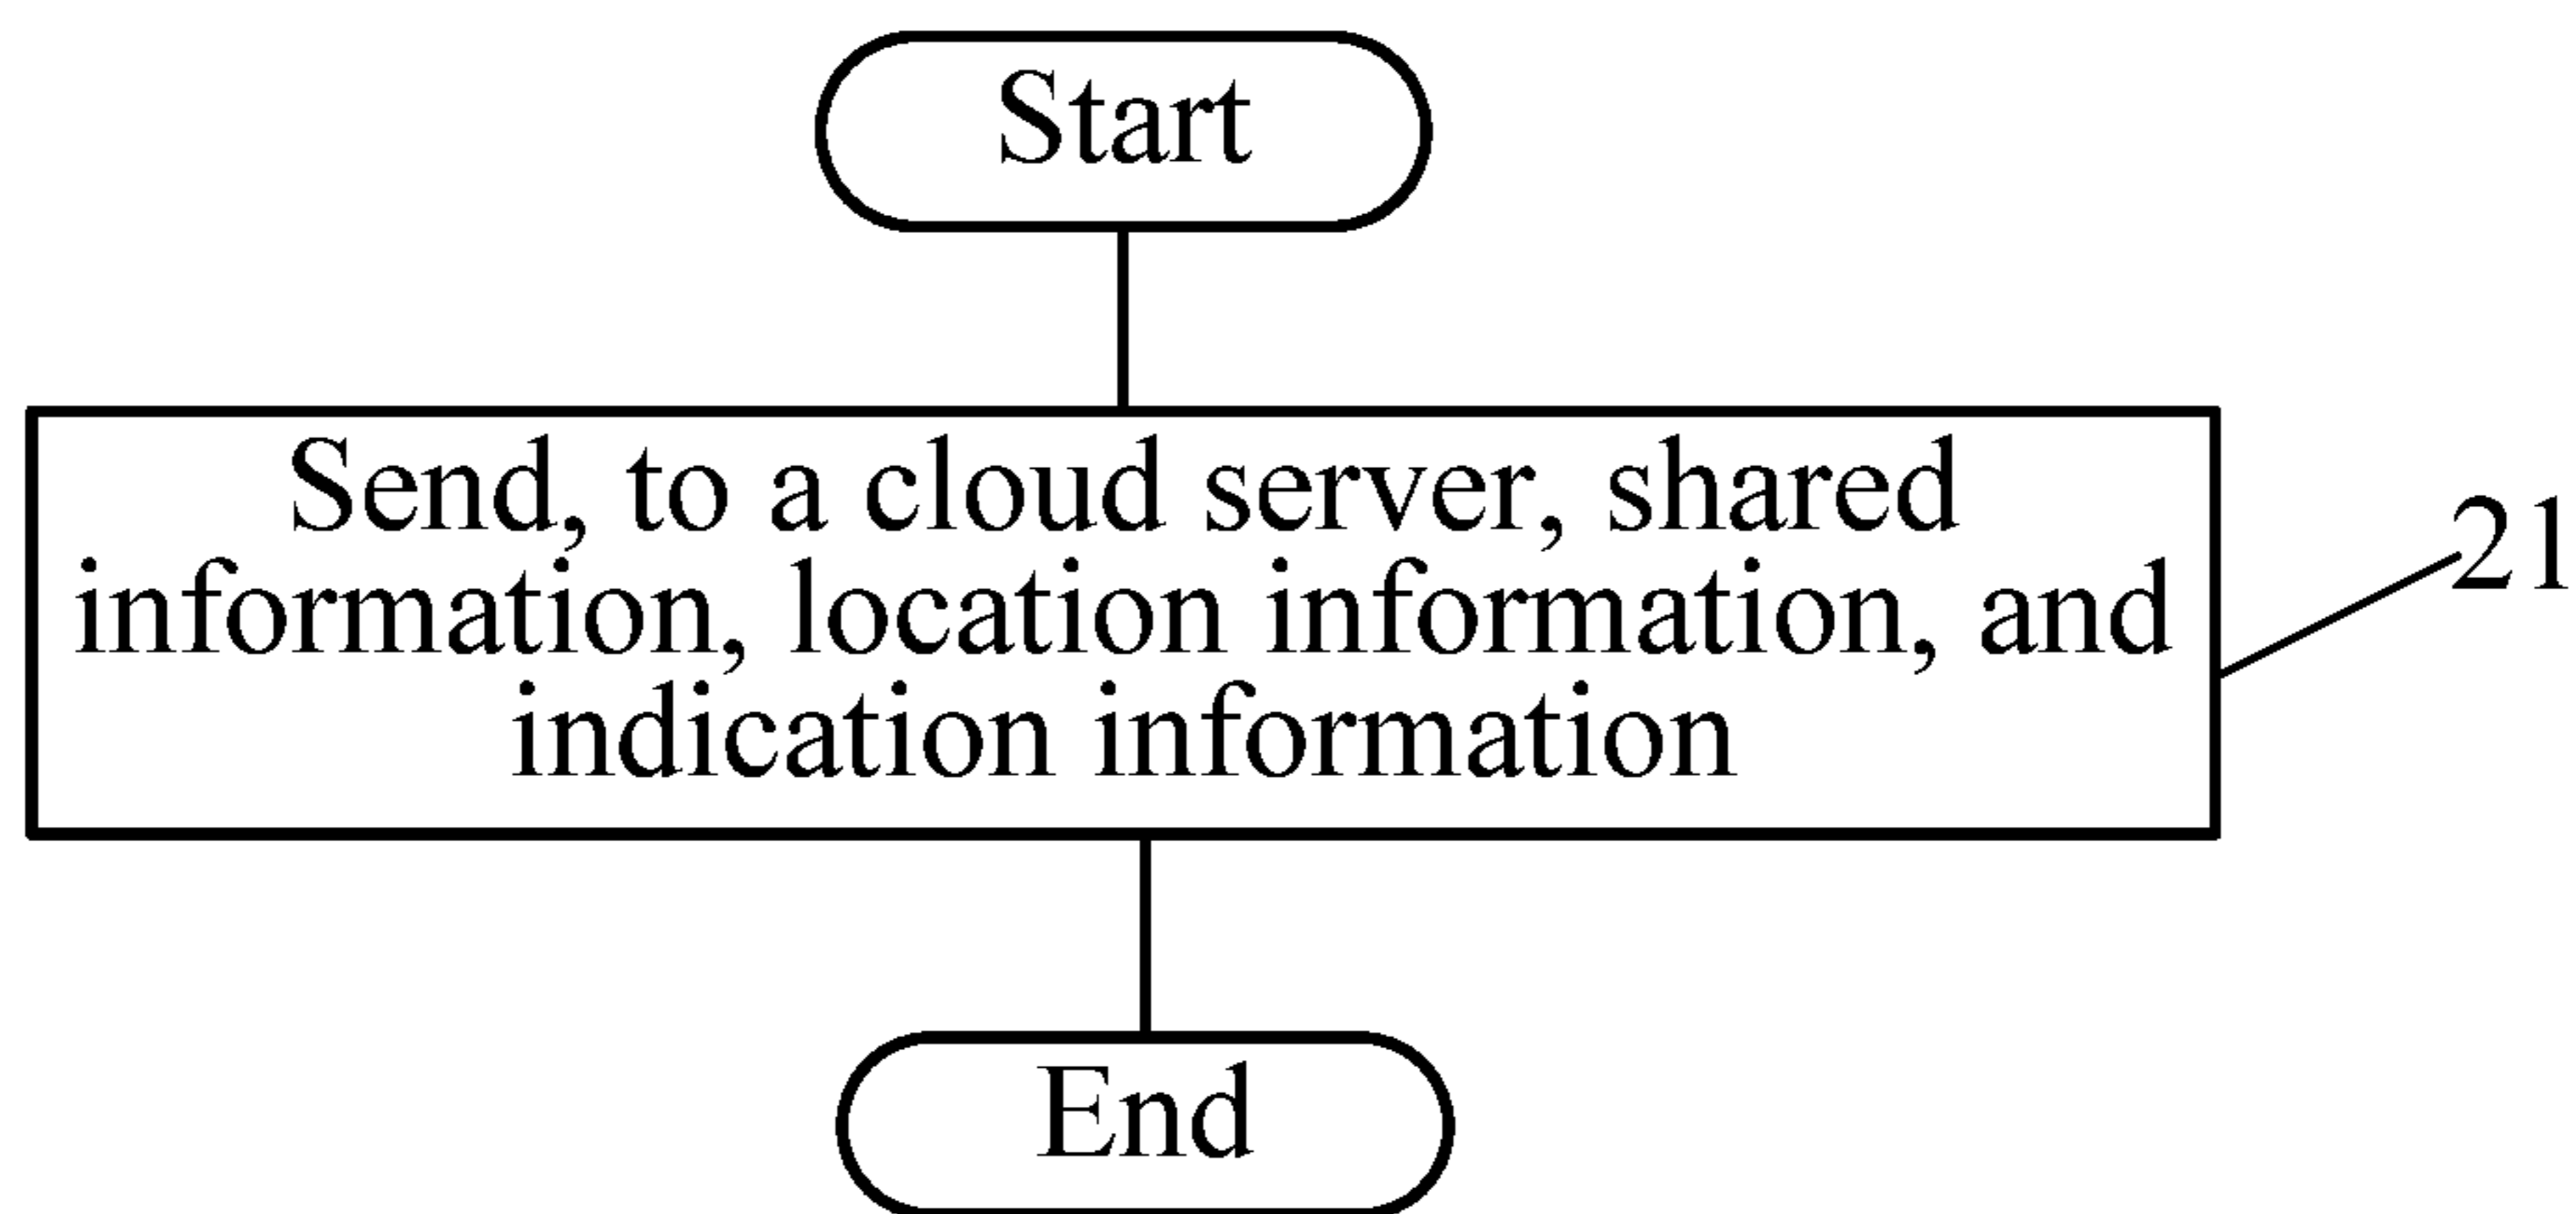 Start
Send, to a cloud server, shared
information, location information, and
indication information
21
End